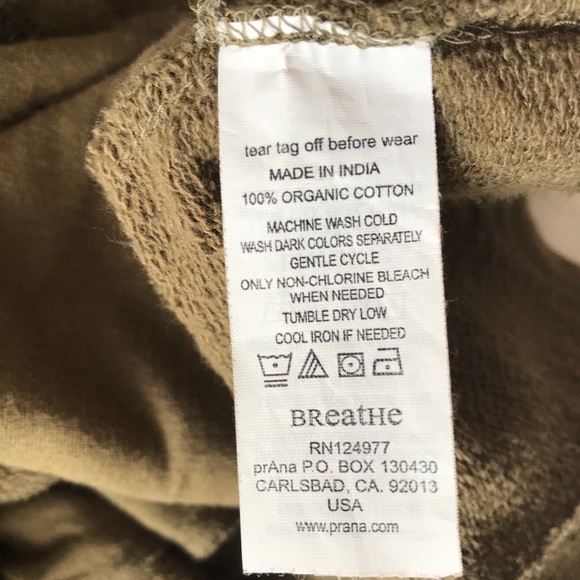 tear tag off before wear
MADE IN INDIA
100% ORGANIC COTTON
MACHINE WASH COLD
WASH DARK COLORS SEPARATELY
GENTLE CYCLE
ONLY NON-CHLORINE BLEACH
WHEN NEEDED
TUMBLE DRY LOW
COOL IRON IF NEEDED
BReatHe
RN124977
prAna P.O. BOX 130430
CARLSBAD, CA. 92013
USA
www.prana.com